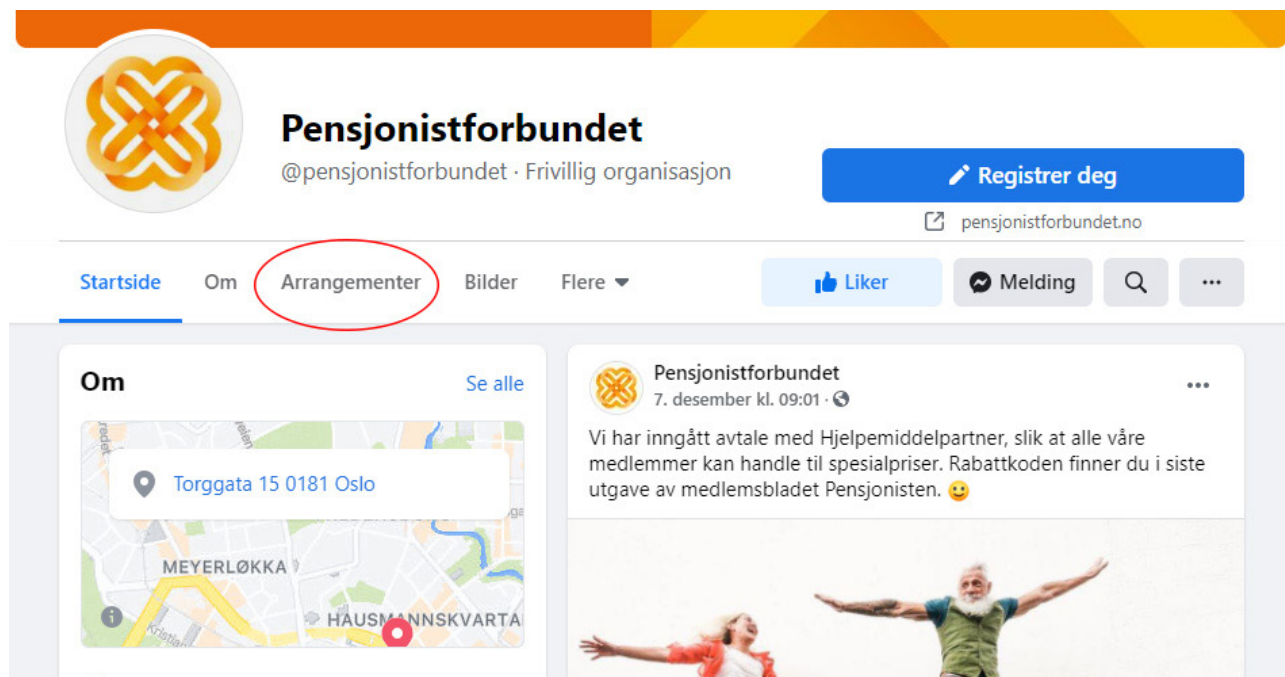 Pensjonistforbundet
@pensjonistforbundet · Frivillig organisasjon
Registrer deg
pensjonistforbundet.no
Startside Om Arrangementer Bilder Flere
Liker Melding ...
Om Se alle
Torggata 15 0181 Oslo
MEYERLØKKA
HAUSMANNSKVARTA
Kristian
Pensjonistforbundet
7. desember kl. 09:01 ·
Vi har inngått avtale med Hjelpemiddelpartner, slik at alle våre
medlemmer kan handle til spesialpriser. Rabattkoden finner du i siste
utgave av medlemsbladet Pensjonisten. 🙂